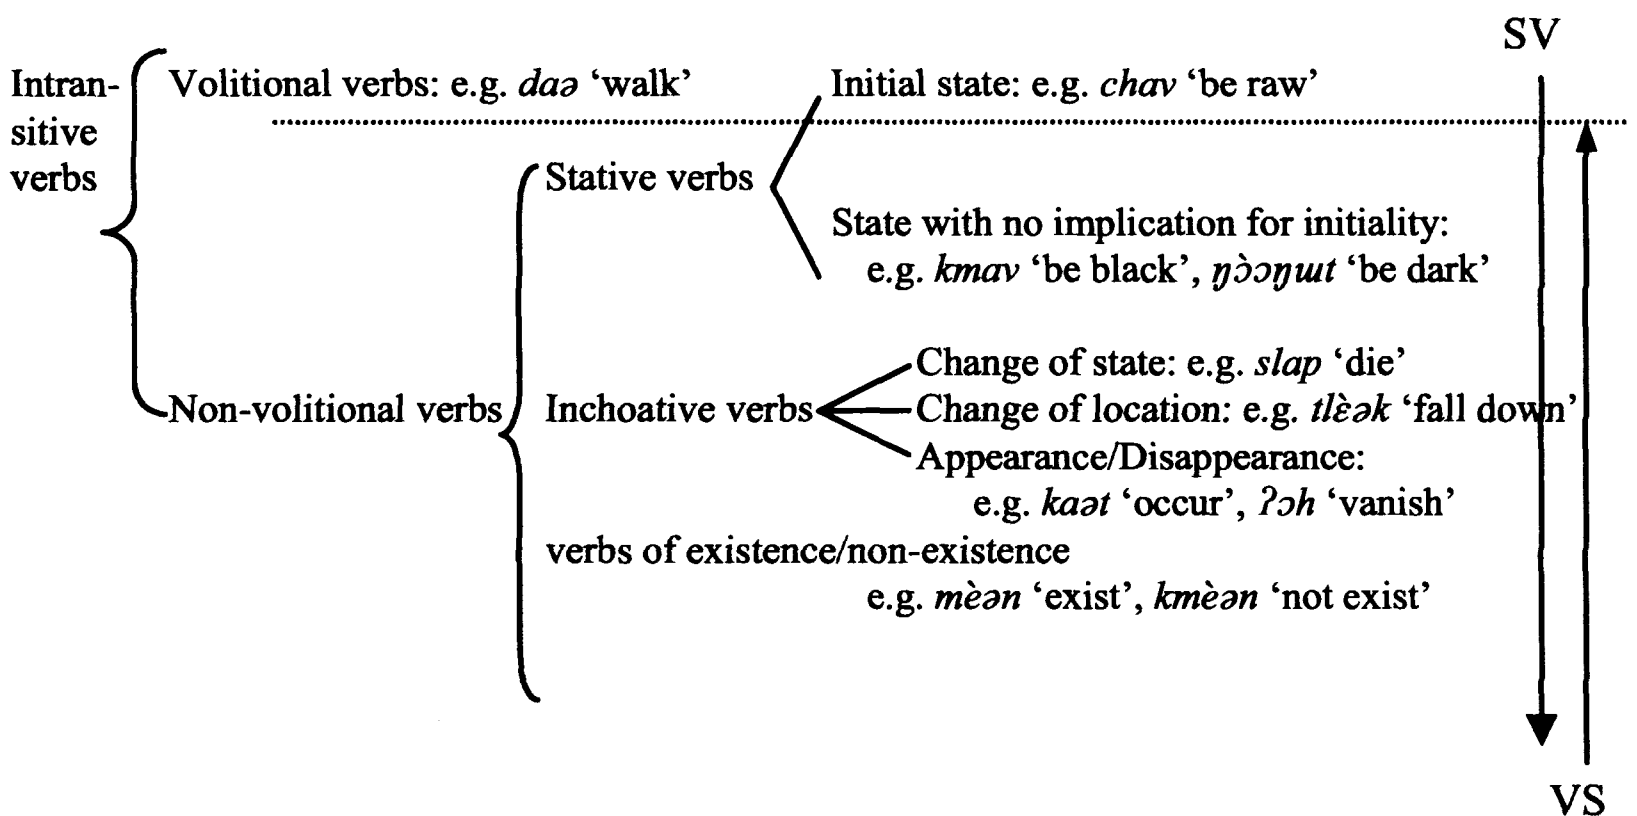 SV
Intran-
sitive
verbs
Volitional verbs: e.g. daə ‘walk’
Initial state: e.g. chav ‘be raw’
Stative verbs
State with no implication for initiality:
e.g. kmav ‘be black’, ŋɔ̀ɔŋɯt ‘be dark’
Non-volitional verbs
Inchoative verbs
Change of state: e.g. slap ‘die’
Change of location: e.g. tlɛ̀ək ‘fall down’
Appearance/Disappearance:
e.g. kaət ‘occur’, ʔɔh ‘vanish’
verbs of existence/non-existence
e.g. mèən ‘exist’, kmèən ‘not exist’
VS